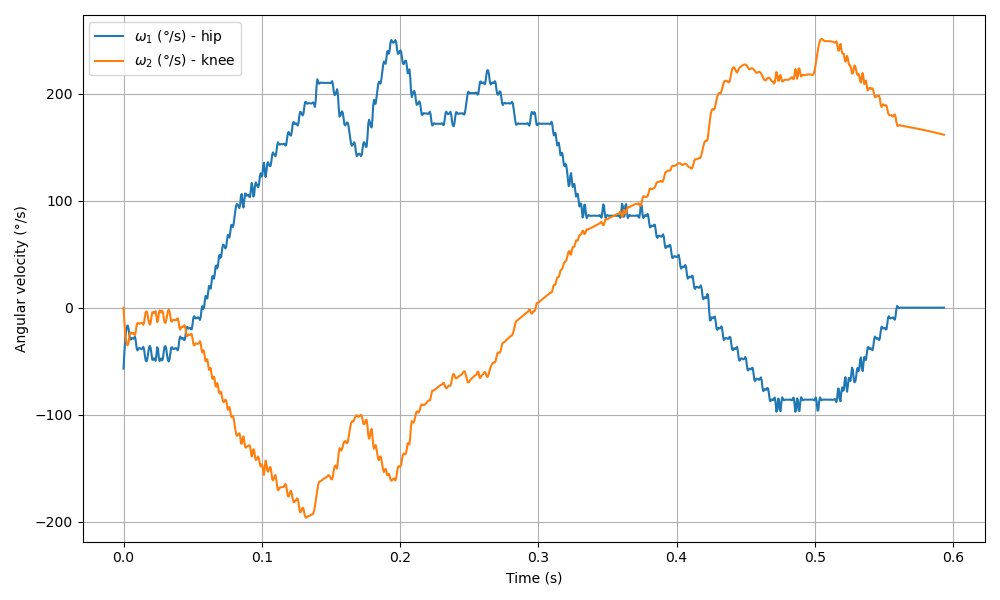 ω₁ (°/s) - hip
ω₂ (°/s) - knee
Angular velocity (°/s)
200
100
0
−100
−200
0.0 0.1 0.2 0.3 0.4 0.5 0.6
Time (s)